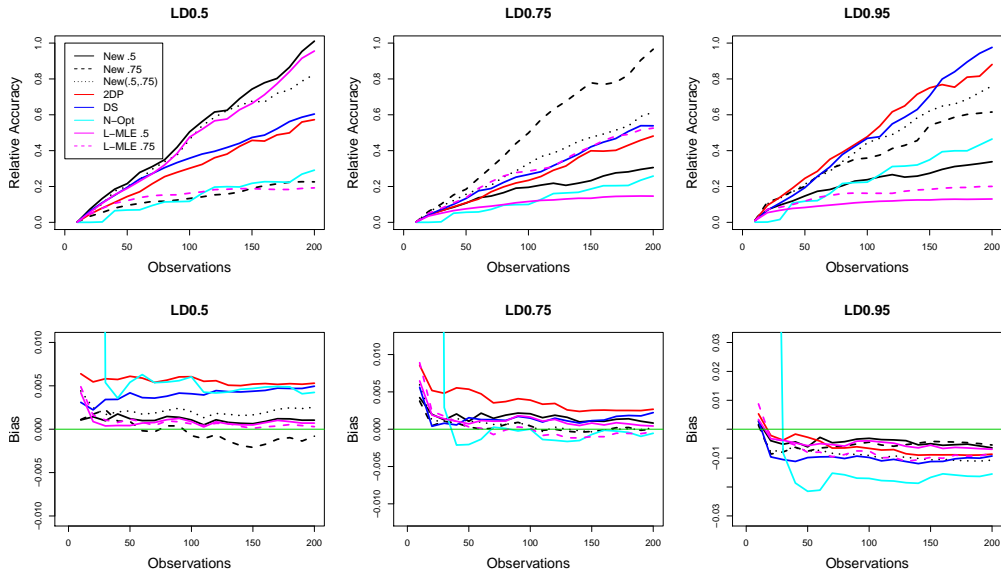 LD0.5
LD0.75
LD0.95
Relative Accuracy
0.0 0.2 0.4 0.6 0.8 1.0
New .5
New .75
New(.5,.75)
2DP
DS
N−Opt
L−MLE .5
L−MLE .75
0 50 100 150 200
Observations
Relative Accuracy
0.0 0.2 0.4 0.6 0.8 1.0
0 50 100 150 200
Observations
Relative Accuracy
0.0 0.2 0.4 0.6 0.8 1.0
0 50 100 150 200
Observations
LD0.5
LD0.75
LD0.95
Bias
−0.010 −0.005 0.000 0.005 0.010
0 50 100 150 200
Observations
Bias
−0.010 −0.005 0.000 0.005 0.010
0 50 100 150 200
Observations
Bias
−0.03 −0.01 0.01 0.03
0 50 100 150 200
Observations